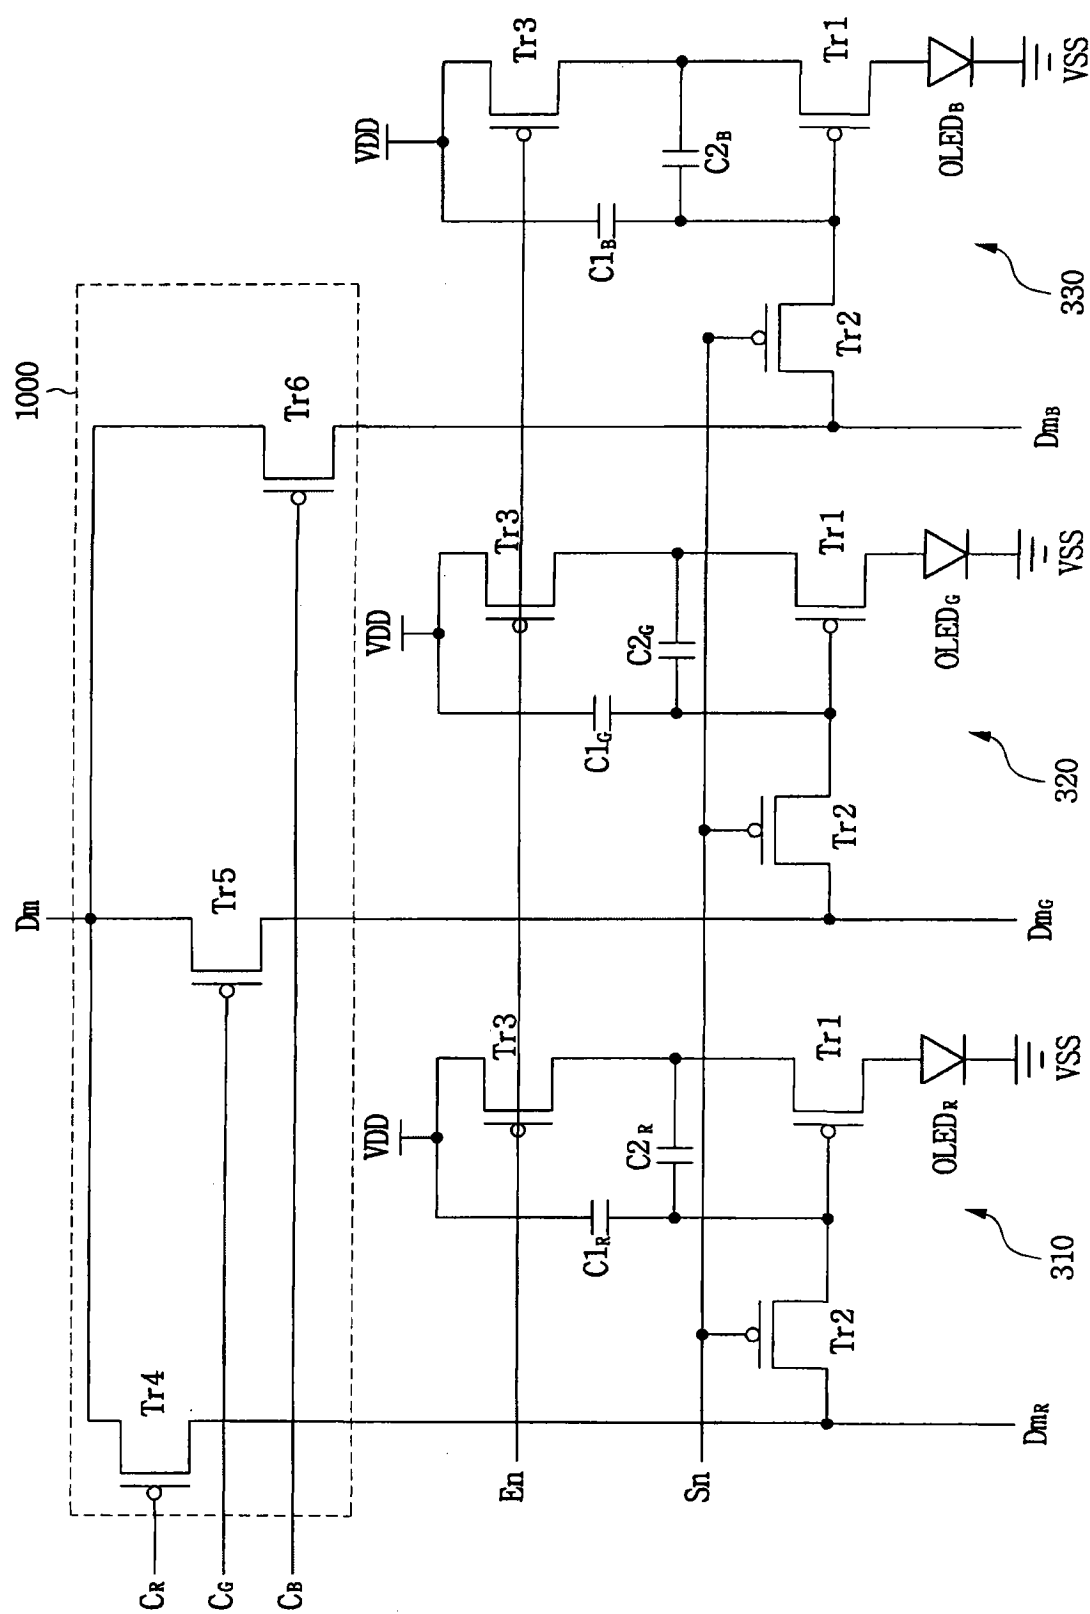 1000
Dm
CR
CG
CB
Tr4
Tr5
Tr6
VDD
VDD
VDD
En
Tr3
Tr3
Tr3
C1R
C2R
C1G
C2G
C1B
C2B
Sn
Tr2
Tr1
Tr2
Tr1
Tr2
Tr1
OLEDR
OLEDG
OLEDB
DmR
VSS
DmG
VSS
DmB
VSS
310
320
330